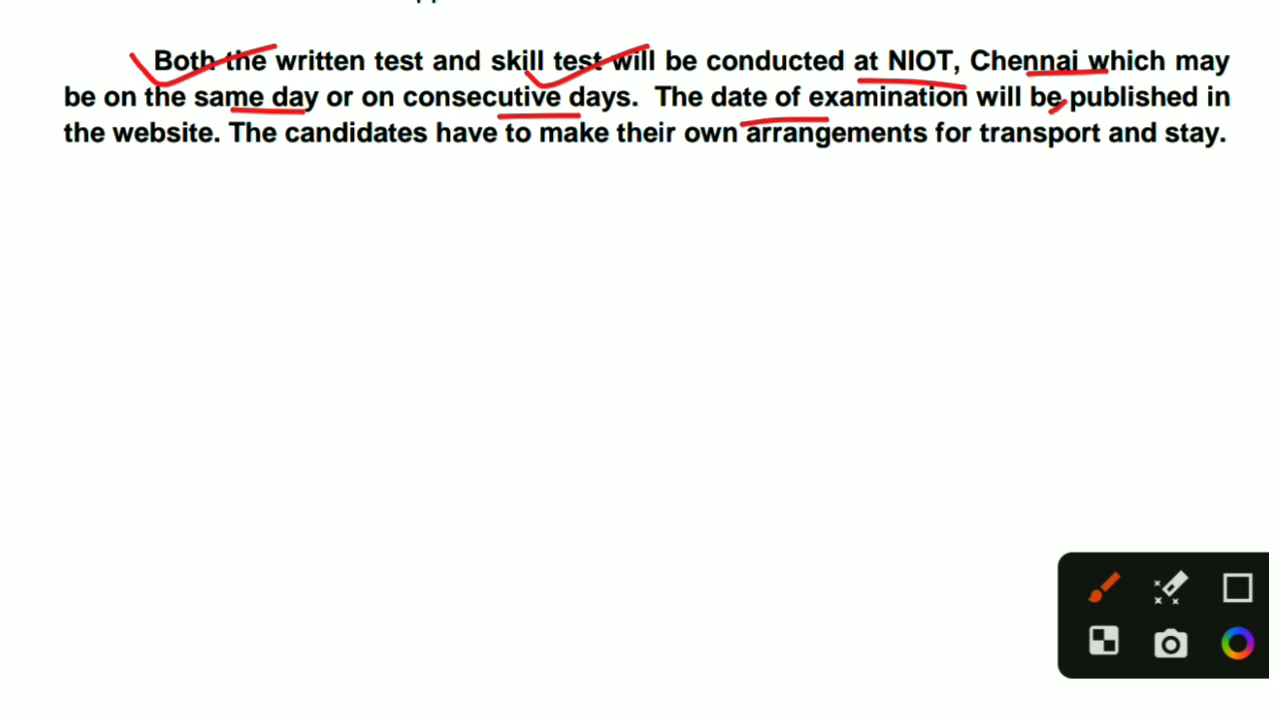 Both the written test and skill test will be conducted at NIOT, Chennai which may
be on the same day or on consecutive days. The date of examination will be published in
the website. The candidates have to make their own arrangements for transport and stay.